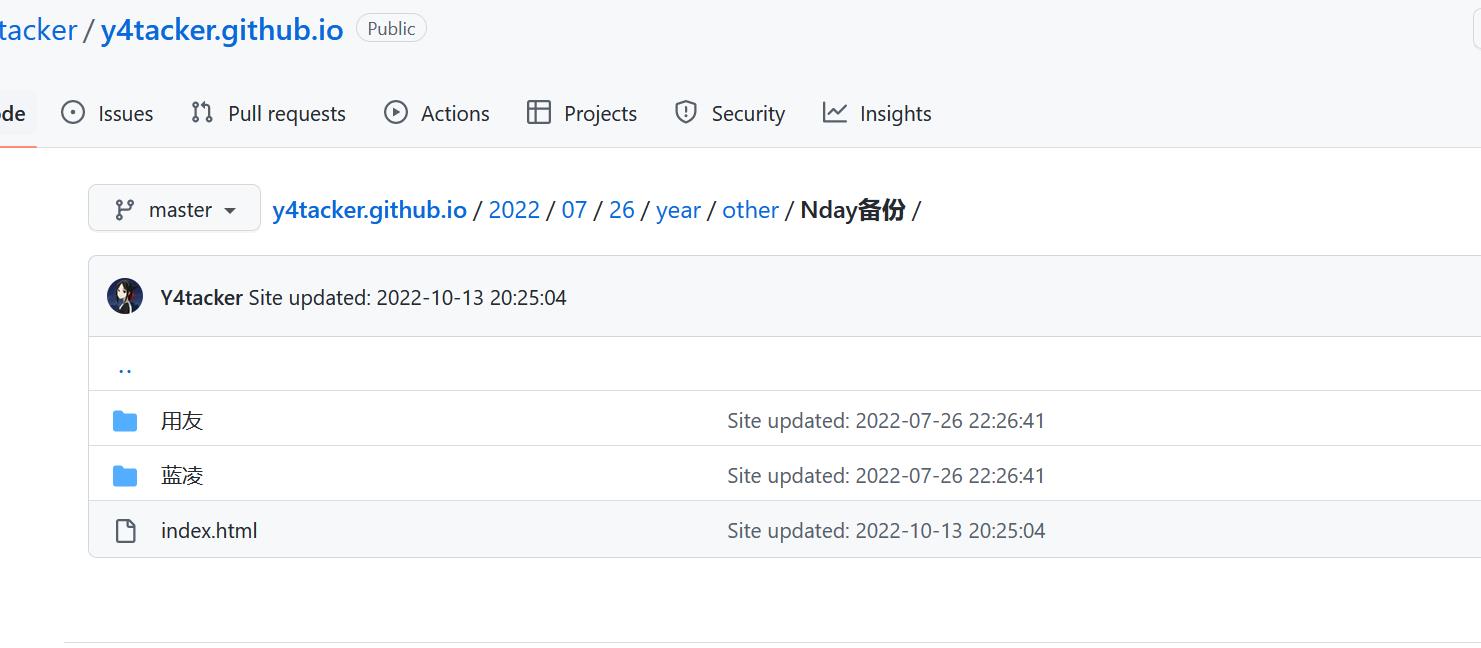 tacker / y4tacker.github.io Public
de Issues Pull requests Actions Projects Security Insights
master y4tacker.github.io / 2022 / 07 / 26 / year / other / Nday备份 /
Y4tacker Site updated: 2022-10-13 20:25:04
..
用友 Site updated: 2022-07-26 22:26:41
蓝凌 Site updated: 2022-07-26 22:26:41
index.html Site updated: 2022-10-13 20:25:04